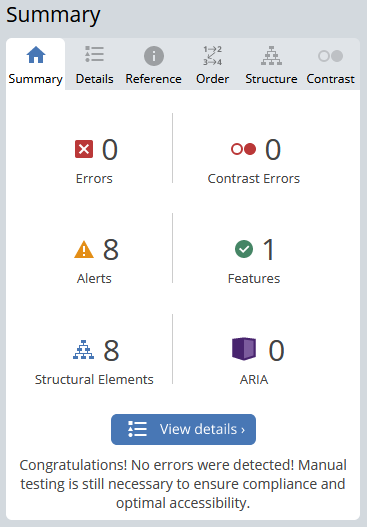 Summary
Summary Details Reference Order Structure Contrast
0 0
Errors Contrast Errors
8 1
Alerts Features
8 0
Structural Elements ARIA
View details ›
Congratulations! No errors were detected! Manual
testing is still necessary to ensure compliance and
optimal accessibility.